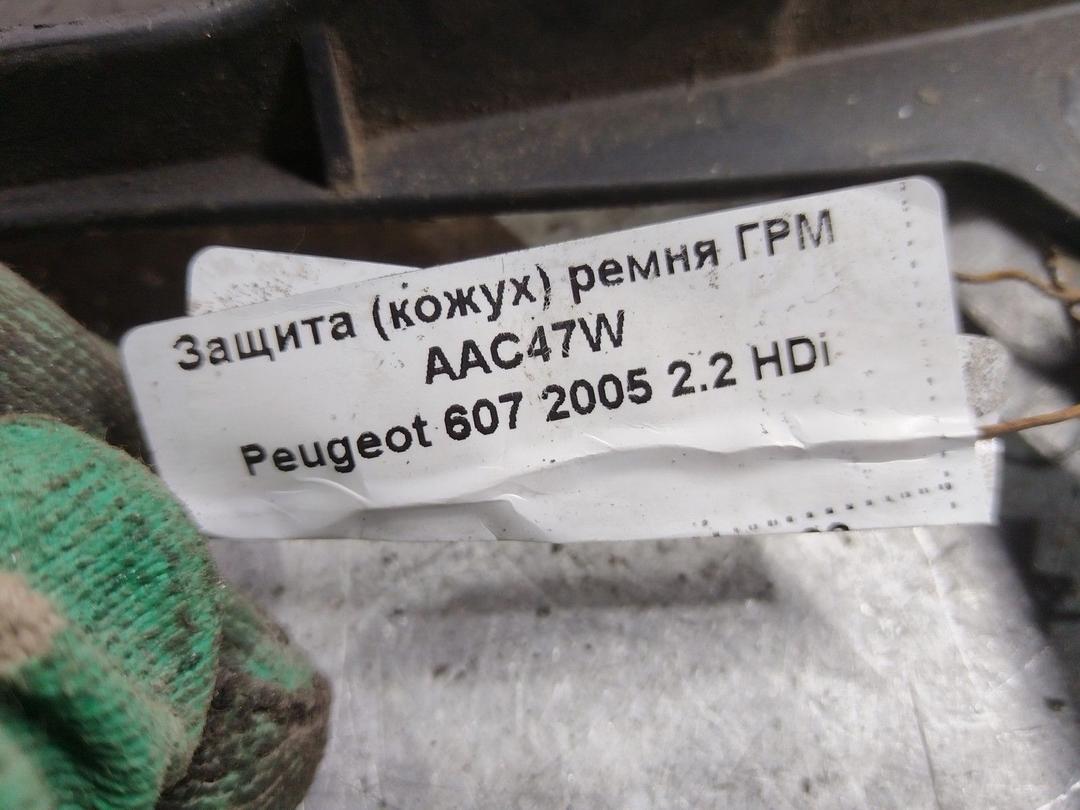 Защита (кожух) ремня ГРМ
AAC47W
Peugeot 607 2005 2.2 HDi